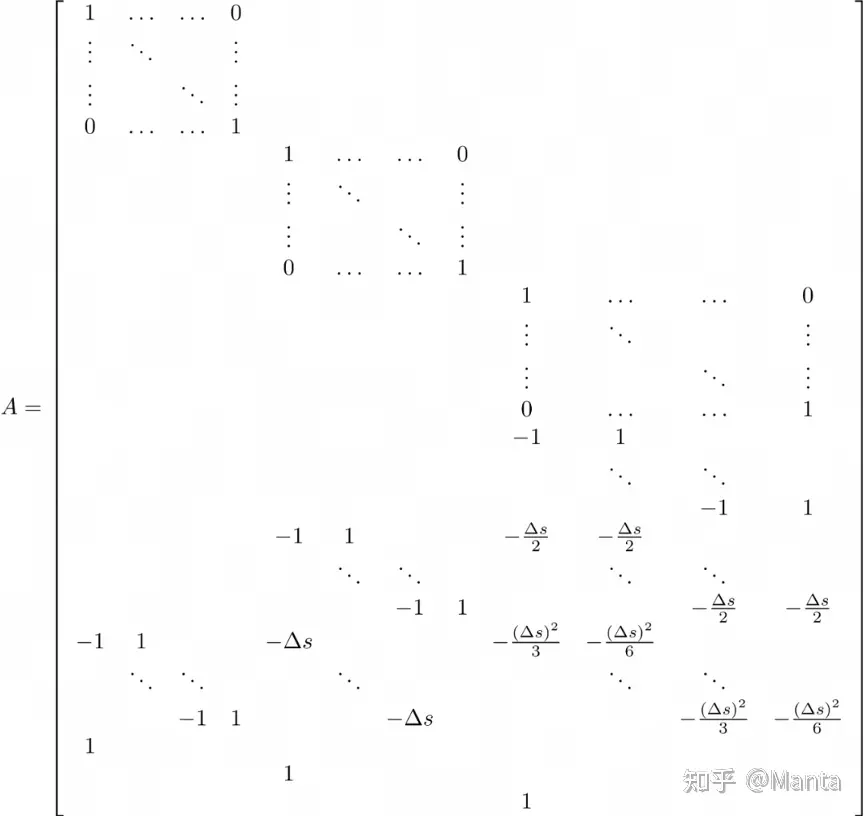 1 … … 0
⋮ ⋱ ⋮
⋮ ⋱ ⋮
0 … … 1
1 … … 0
⋮ ⋱ ⋮
⋮ ⋱ ⋮
0 … … 1
1 … … 0
⋮ ⋱ ⋮
⋮ ⋱ ⋮
A =
0 … … 1
−1 1
⋱ ⋱
−1 1
−1 1 −Δs/2 −Δs/2
⋱ ⋱ ⋱ ⋱
−1 1 −Δs/2 −Δs/2
−1 1 −Δs −(Δs)²/3 −(Δs)²/6
⋱ ⋱ ⋱ ⋱ ⋱
−1 1 −Δs −(Δs)²/3 −(Δs)²/6
1
1
1
知乎 @Manta